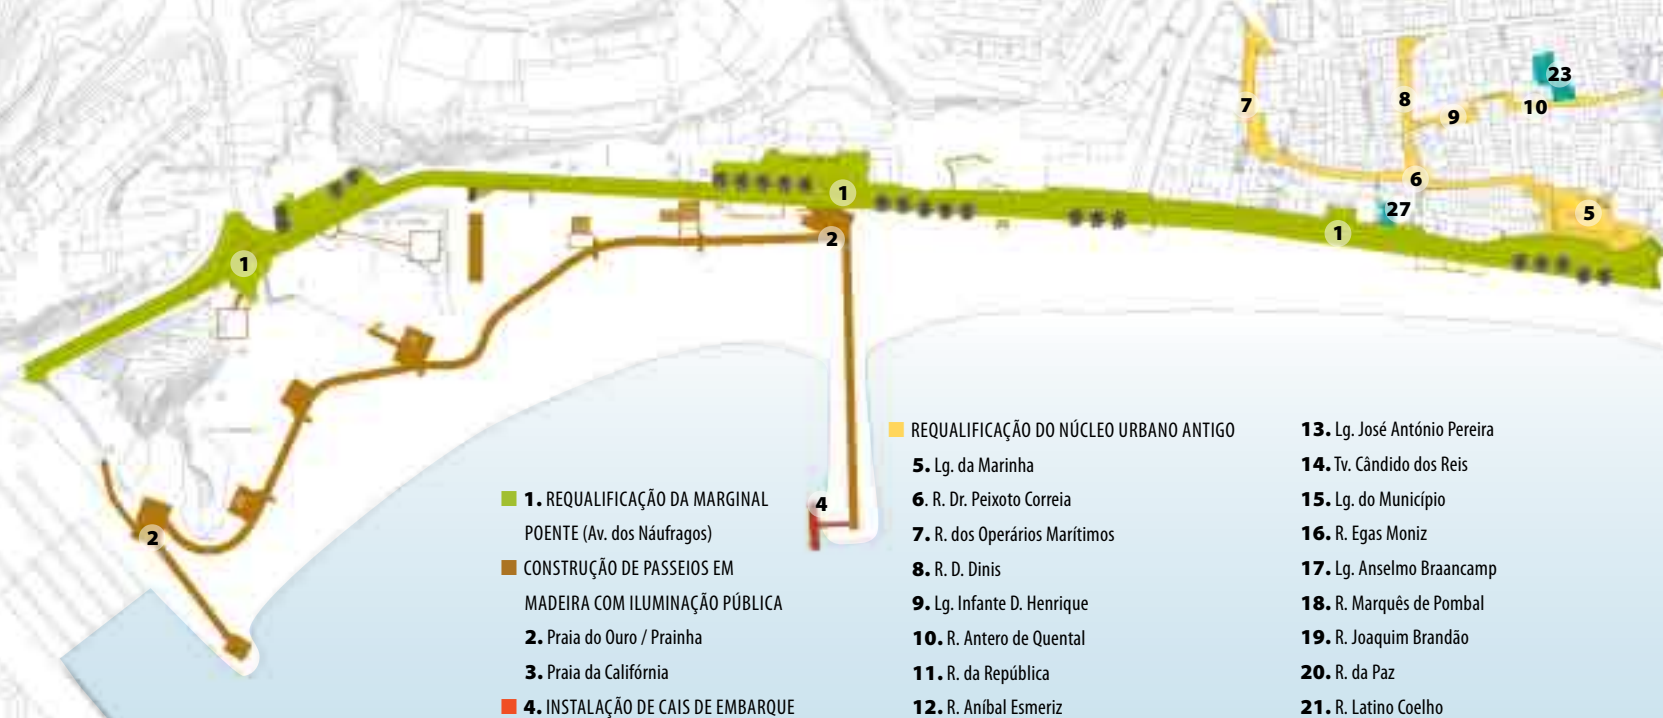 23
7
8
9
10
1
6
27
5
1
2
1
1
4
2
1. REQUALIFICAÇÃO DA MARGINAL
POENTE (Av. dos Náufragos)
CONSTRUÇÃO DE PASSEIOS EM
MADEIRA COM ILUMINAÇÃO PÚBLICA
2. Praia do Ouro / Prainha
3. Praia da Califórnia
4. INSTALAÇÃO DE CAIS DE EMBARQUE
REQUALIFICAÇÃO DO NÚCLEO URBANO ANTIGO
5. Lg. da Marinha
6. R. Dr. Peixoto Correia
7. R. dos Operários Marítimos
8. R. D. Dinis
9. Lg. Infante D. Henrique
10. R. Antero de Quental
11. R. da República
12. R. Aníbal Esmeriz
13. Lg. José António Pereira
14. Tv. Cândido dos Reis
15. Lg. do Município
16. R. Egas Moniz
17. Lg. Anselmo Braancamp
18. R. Marquês de Pombal
19. R. Joaquim Brandão
20. R. da Paz
21. R. Latino Coelho